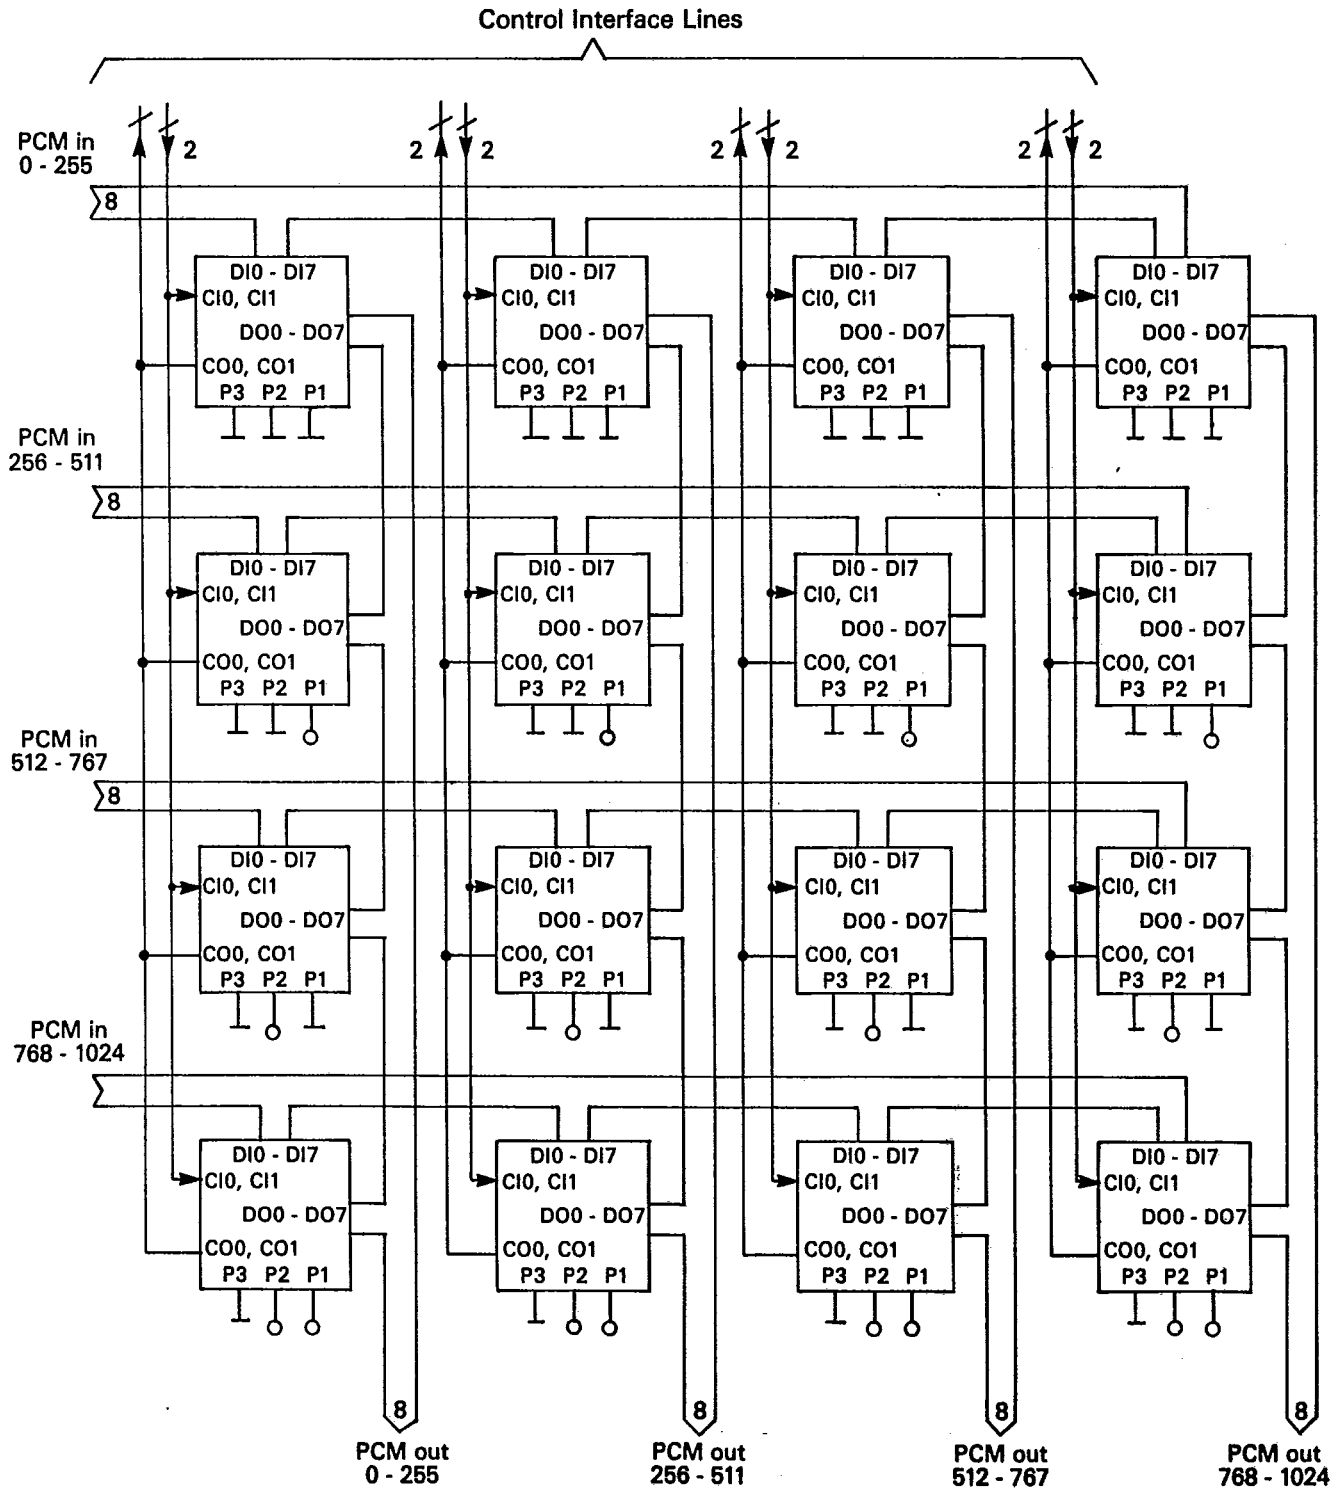 Control Interface Lines
PCM in
0 - 255
2 2 2 2 2 2 2
8
DI0 - DI7 DI0 - DI7 DI0 - DI7 DI0 - DI7
CI0, CI1 CI0, CI1 CI0, CI1 CI0, CI1
DO0 - DO7 DO0 - DO7 DO0 - DO7 DO0 - DO7
CO0, CO1 CO0, CO1 CO0, CO1 CO0, CO1
P3 P2 P1 P3 P2 P1 P3 P2 P1 P3 P2 P1
PCM in
256 - 511
8
DI0 - DI7 DI0 - DI7 DI0 - DI7 DI0 - DI7
CI0, CI1 CI0, CI1 CI0, CI1 CI0, CI1
DO0 - DO7 DO0 - DO7 DO0 - DO7 DO0 - DO7
CO0, CO1 CO0, CO1 CO0, CO1 CO0, CO1
P3 P2 P1 P3 P2 P1 P3 P2 P1 P3 P2 P1
PCM in
512 - 767
8
DI0 - DI7 DI0 - DI7 DI0 - DI7 DI0 - DI7
CI0, CI1 CI0, CI1 CI0, CI1 CI0, CI1
DO0 - DO7 DO0 - DO7 DO0 - DO7 DO0 - DO7
CO0, CO1 CO0, CO1 CO0, CO1 CO0, CO1
P3 P2 P1 P3 P2 P1 P3 P2 P1 P3 P2 P1
PCM in
768 - 1024
DI0 - DI7 DI0 - DI7 DI0 - DI7 DI0 - DI7
CI0, CI1 CI0, CI1 CI0, CI1 CI0, CI1
DO0 - DO7 DO0 - DO7 DO0 - DO7 DO0 - DO7
CO0, CO1 CO0, CO1 CO0, CO1 CO0, CO1
P3 P2 P1 P3 P2 P1 P3 P2 P1 P3 P2 P1
8 8 8 8
PCM out PCM out PCM out PCM out
0 - 255 256 - 511 512 - 767 768 - 1024